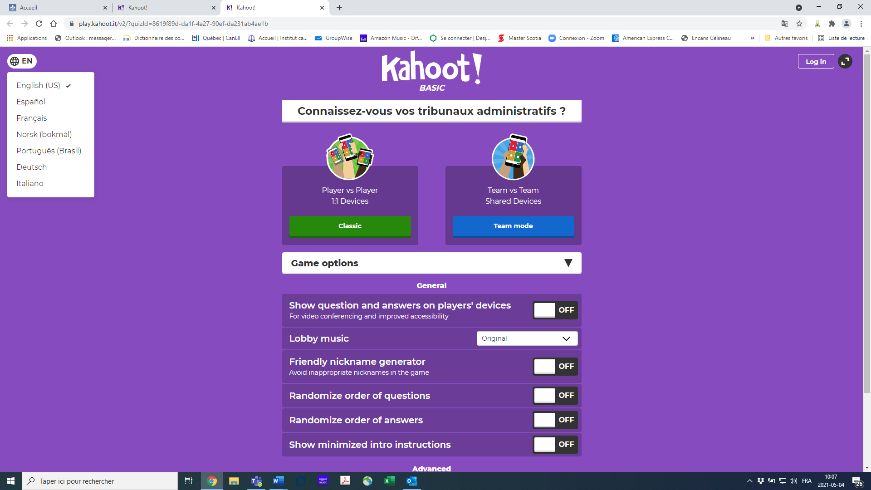 Accueil
Kahoot!
Kahoot!
play.kahoot.it/v2/?quizId=8619f89d-da1f-4e27-90ef-da231ab4ae1b
Applications
Outlook : messager...
Dictionnaire des co...
Québec | CanLII
Accueil | Institut ca...
GroupWise
Amazon Music - Dif...
Se connecter | Desj...
Master Scotia
Connexion - Zoom
American Express C...
Encans Gélineau
»
Autres favoris
Liste de lecture
EN
Kahoot!
BASIC
Log in
English (US)
Español
Français
Norsk (bokmål)
Português (Brasil)
Deutsch
Italiano
Connaissez-vous vos tribunaux administratifs ?
Player vs Player
1:1 Devices
Classic
Team vs Team
Shared Devices
Team mode
Game options
General
Show question and answers on players' devices
For video conferencing and improved accessibility
OFF
Lobby music
Original
Friendly nickname generator
Avoid inappropriate nicknames in the game
OFF
Randomize order of questions
OFF
Randomize order of answers
OFF
Show minimized intro instructions
OFF
Advanced
Taper ici pour rechercher
FRA
10:07
2021-05-04